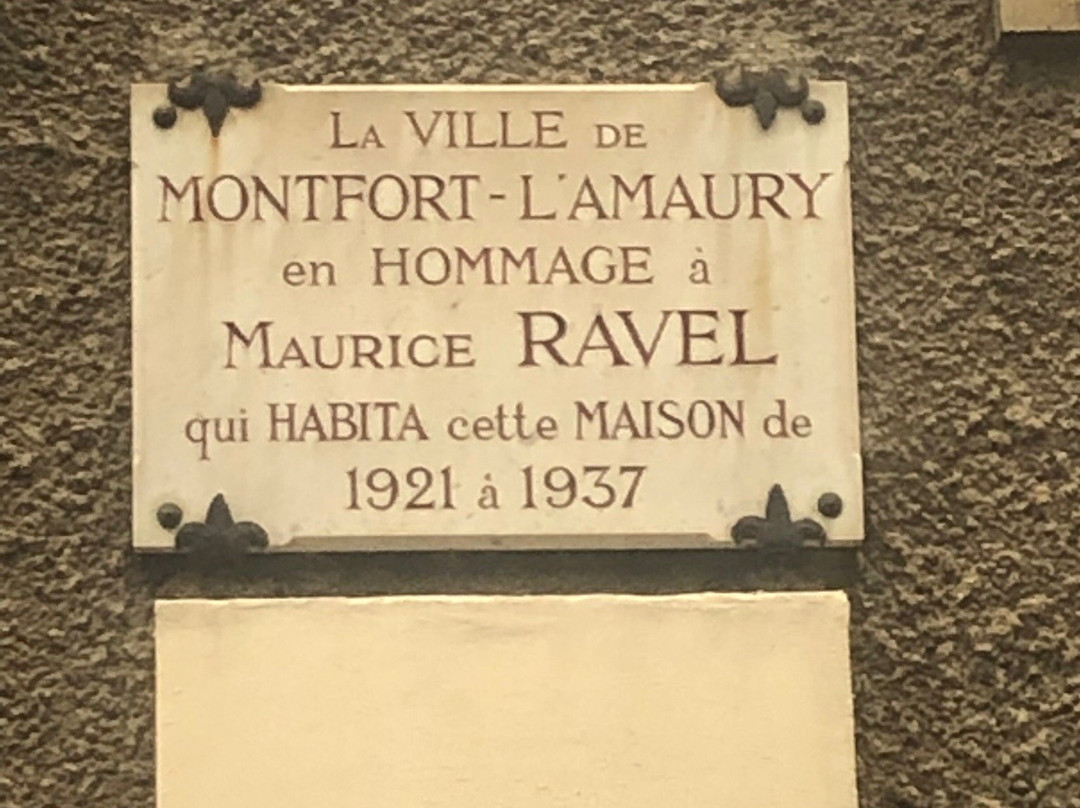 LA VILLE DE
MONTFORT-L'AMAURY
en HOMMAGE à
MAURICE RAVEL
qui HABITA cette MAISON de
1921 à 1937